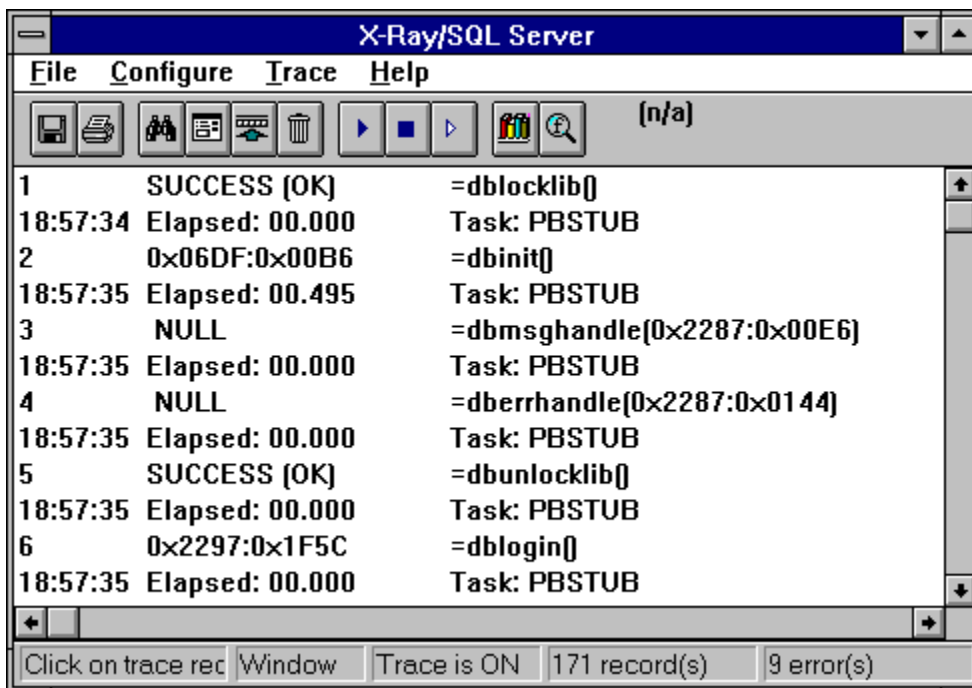 X-Ray/SQL Server
File Configure Trace Help
(n/a)
1 SUCCESS (OK) =dblocklib()
18:57:34 Elapsed: 00.000 Task: PBSTUB
2 0x06DF:0x00B6 =dbinit()
18:57:35 Elapsed: 00.495 Task: PBSTUB
3 NULL =dbmsghandle(0x2287:0x00E6)
18:57:35 Elapsed: 00.000 Task: PBSTUB
4 NULL =dberrhandle(0x2287:0x0144)
18:57:35 Elapsed: 00.000 Task: PBSTUB
5 SUCCESS (OK) =dbunlocklib()
18:57:35 Elapsed: 00.000 Task: PBSTUB
6 0x2297:0x1F5C =dblogin()
18:57:35 Elapsed: 00.000 Task: PBSTUB
Click on trace rec Window Trace is ON 171 record(s) 9 error(s)